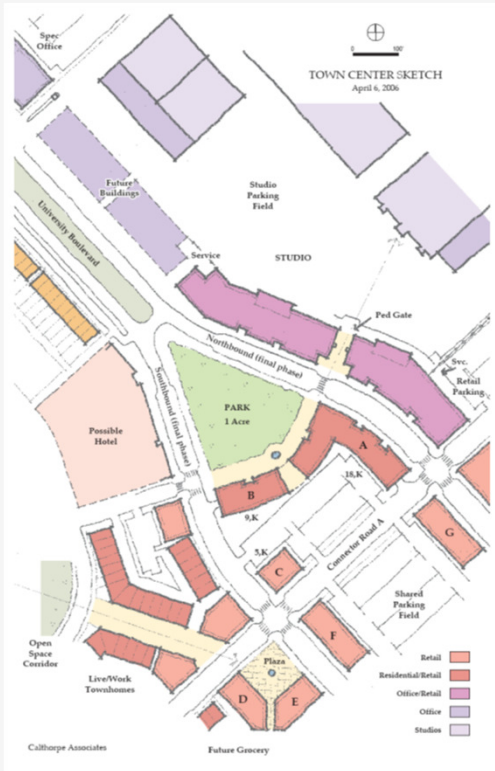 Spec
Office
0
100'
TOWN CENTER SKETCH
April 6, 2006
Future
Buildings
Studio
Parking
Field
University Boulevard
STUDIO
Service
Ped Gate
Northbound (final phase)
Svc.
Retail
Parking
Southbound (final phase)
PARK
1 Acre
Possible
Hotel
A
18,K
B
9,K
G
5,K
Connector Road A
C
Shared
Parking
Field
F
Open
Space
Corridor
Plaza
Live/Work
Townhomes
D
E
Retail
Residential/Retail
Office/Retail
Office
Studios
Calthorpe Associates
Future Grocery